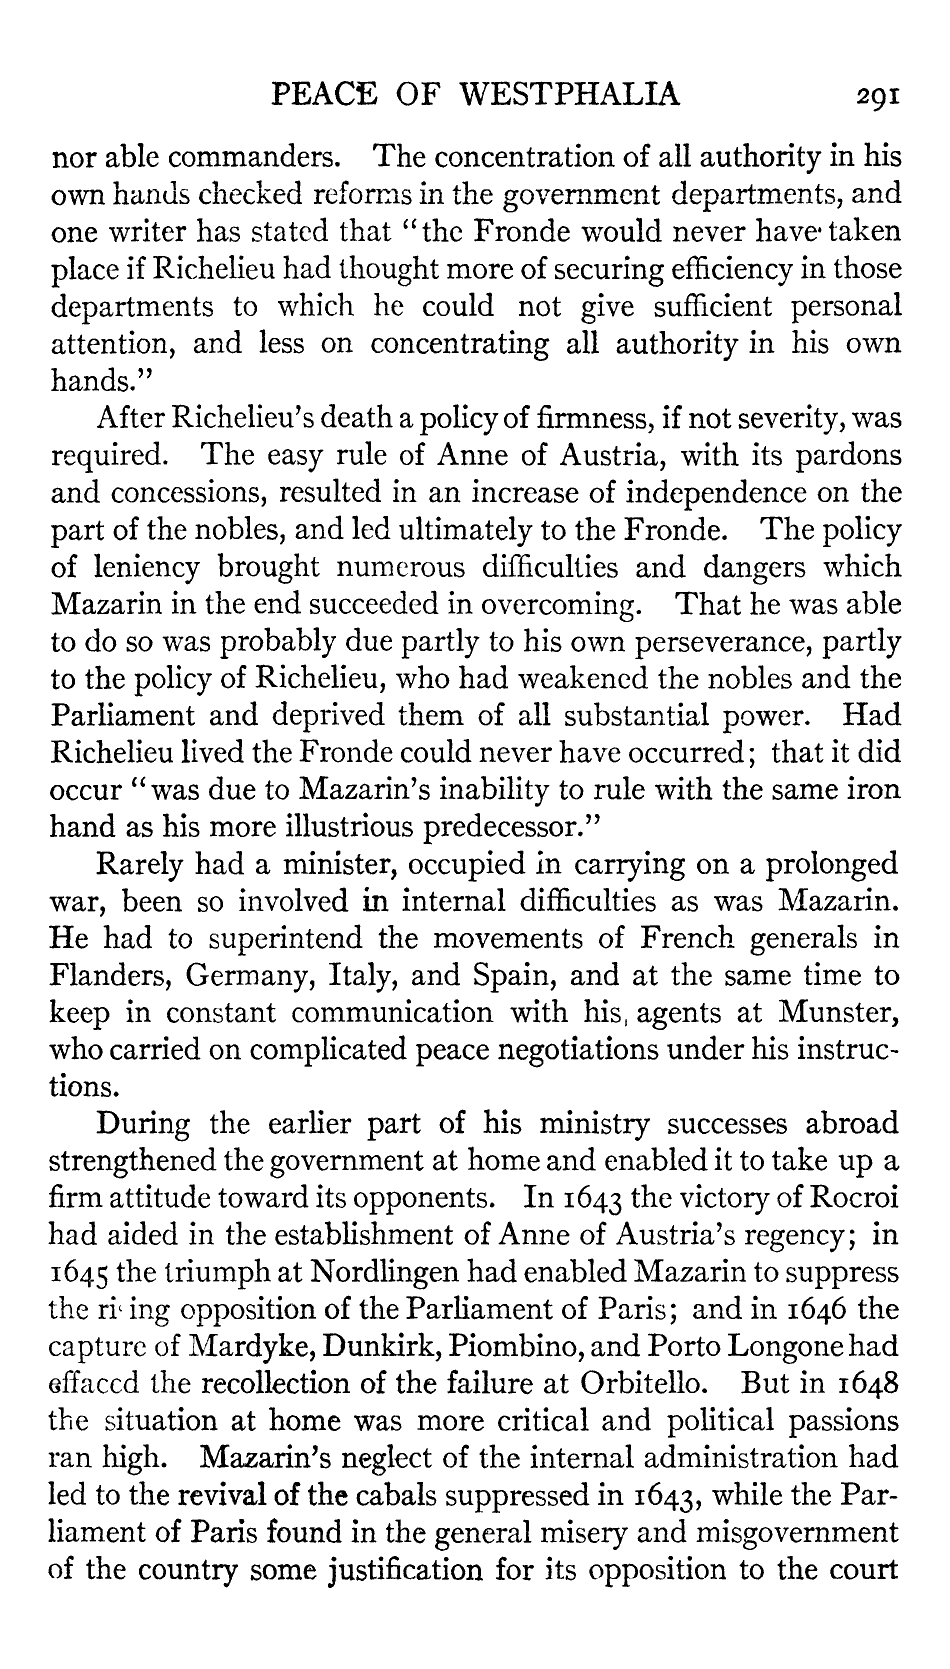 PEACE OF WESTPHALIA 291
nor able commanders. The concentration of all authority in his
own hands checked reforms in the government departments, and
one writer has stated that "the Fronde would never have taken
place if Richelieu had thought more of securing efficiency in those
departments to which he could not give sufficient personal
attention, and less on concentrating all authority in his own
hands."
After Richelieu's death a policy of firmness, if not severity, was
required. The easy rule of Anne of Austria, with its pardons
and concessions, resulted in an increase of independence on the
part of the nobles, and led ultimately to the Fronde. The policy
of leniency brought numerous difficulties and dangers which
Mazarin in the end succeeded in overcoming. That he was able
to do so was probably due partly to his own perseverance, partly
to the policy of Richelieu, who had weakened the nobles and the
Parliament and deprived them of all substantial power. Had
Richelieu lived the Fronde could never have occurred; that it did
occur "was due to Mazarin's inability to rule with the same iron
hand as his more illustrious predecessor."
Rarely had a minister, occupied in carrying on a prolonged
war, been so involved in internal difficulties as was Mazarin.
He had to superintend the movements of French generals in
Flanders, Germany, Italy, and Spain, and at the same time to
keep in constant communication with his agents at Munster,
who carried on complicated peace negotiations under his instruc-
tions.
During the earlier part of his ministry successes abroad
strengthened the government at home and enabled it to take up a
firm attitude toward its opponents. In 1643 the victory of Rocroi
had aided in the establishment of Anne of Austria's regency; in
1645 the triumph at Nordlingen had enabled Mazarin to suppress
the rising opposition of the Parliament of Paris; and in 1646 the
capture of Mardyke, Dunkirk, Piombino, and Porto Longone had
effaced the recollection of the failure at Orbitello. But in 1648
the situation at home was more critical and political passions
ran high. Mazarin's neglect of the internal administration had
led to the revival of the cabals suppressed in 1643, while the Par-
liament of Paris found in the general misery and misgovernment
of the country some justification for its opposition to the court